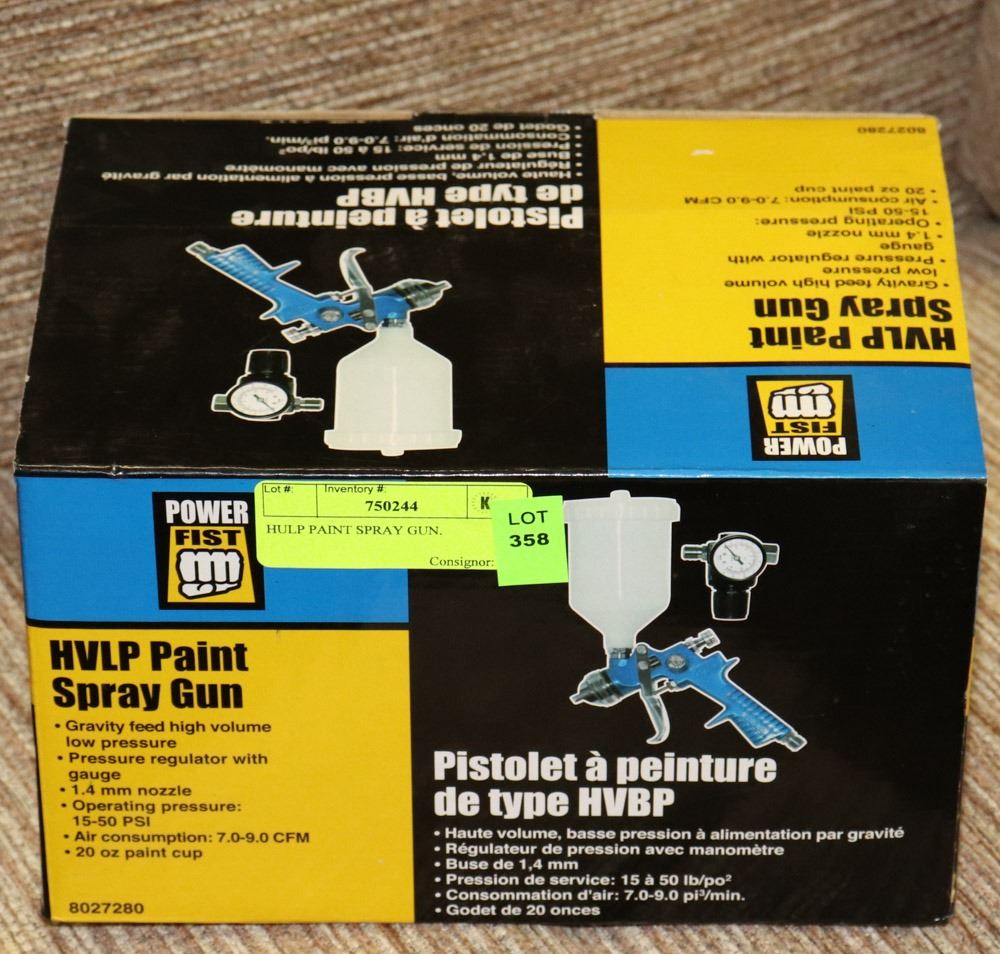 • Godet de 20 onces
• Consommation d'air: 7.0-9.0 pi³/min.
• Pression de service: 15 à 50 lb/po²
• Buse de 1,4 mm
• Régulateur de pression avec manomètre
• Haute volume, basse pression à alimentation par gravité
de type HVBP
Pistolet à peinture
8027280
• 20 oz paint cup
• Air consumption: 7.0-9.0 CFM
15-50 PSI
• Operating pressure:
• 1.4 mm nozzle
gauge
• Pressure regulator with
low pressure
• Gravity feed high volume
Spray Gun
HVLP Paint
FIST
POWER
POWER
FIST
Lot #: Inventory #:
750244
K
HULP PAINT SPRAY GUN.
Consignor:
LOT
358
HVLP Paint
Spray Gun
• Gravity feed high volume
low pressure
• Pressure regulator with
gauge
• 1.4 mm nozzle
• Operating pressure:
15-50 PSI
• Air consumption: 7.0-9.0 CFM
• 20 oz paint cup
8027280
Pistolet à peinture
de type HVBP
• Haute volume, basse pression à alimentation par gravité
• Régulateur de pression avec manomètre
• Buse de 1,4 mm
• Pression de service: 15 à 50 lb/po²
• Consommation d'air: 7.0-9.0 pi³/min.
• Godet de 20 onces